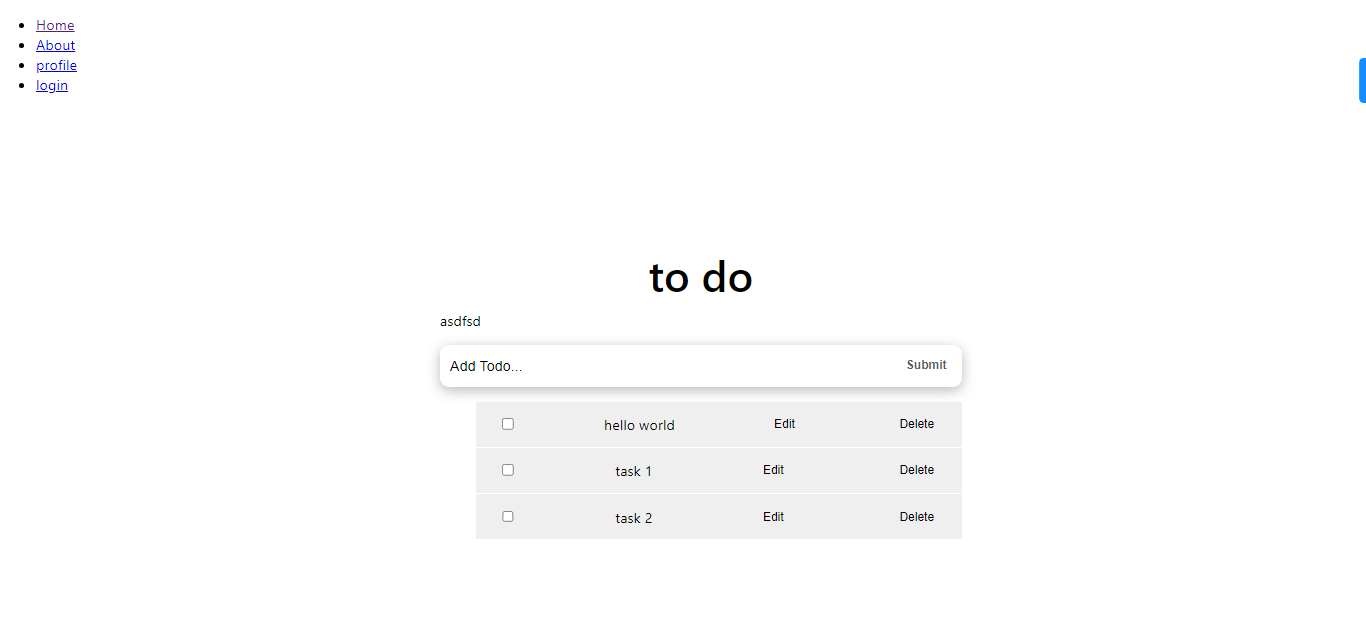 Home
About
profile
login
to do
asdfsd
Add Todo... Submit
hello world Edit Delete
task 1 Edit Delete
task 2 Edit Delete